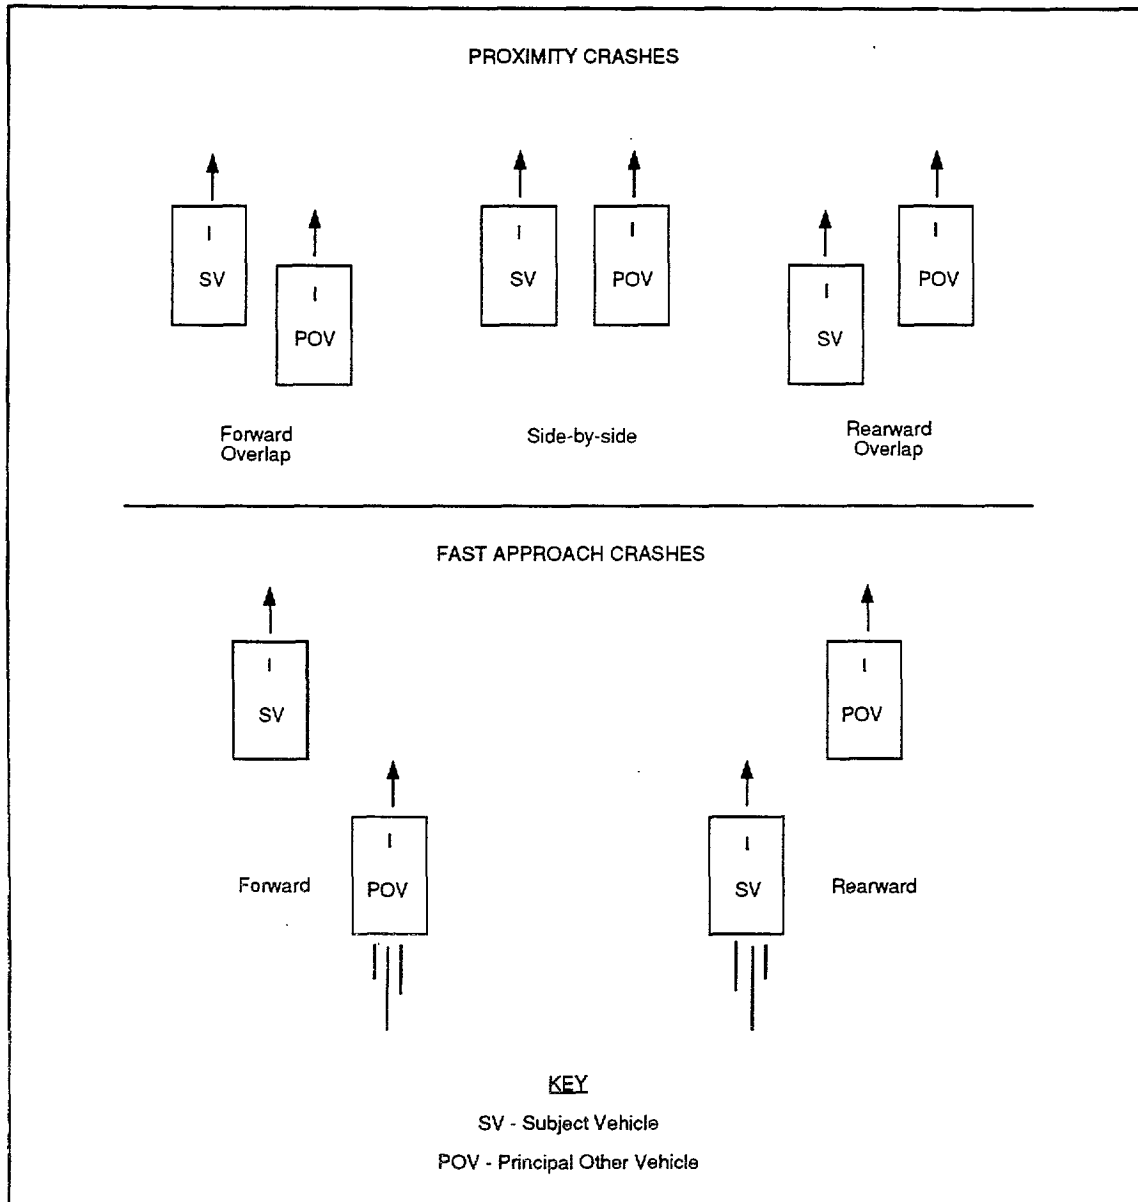 PROXIMITY CRASHES
SV
POV
Forward
Overlap
SV
POV
Side-by-side
SV
POV
Rearward
Overlap
FAST APPROACH CRASHES
SV
POV
Forward
POV
SV
Rearward
KEY
SV - Subject Vehicle
POV - Principal Other Vehicle